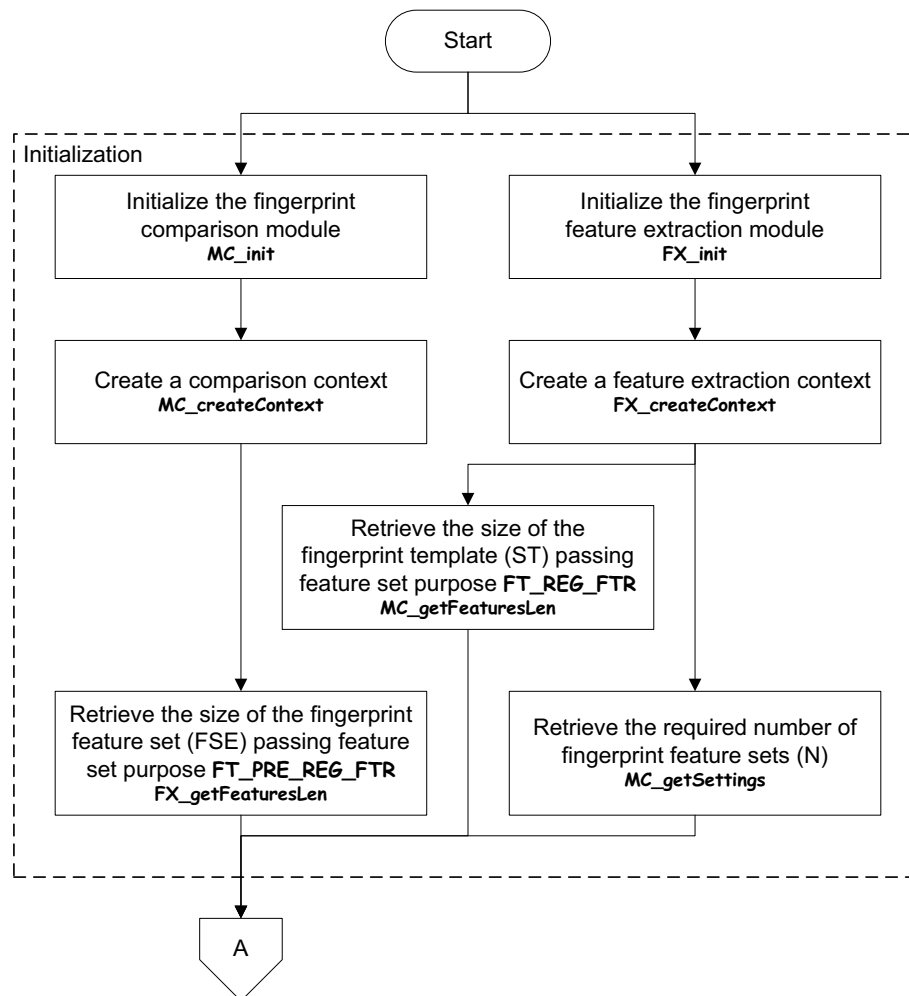 Start
Initialization
Initialize the fingerprint
comparison module
MC_init
Initialize the fingerprint
feature extraction module
FX_init
Create a comparison context
MC_createContext
Create a feature extraction context
FX_createContext
Retrieve the size of the
fingerprint template (ST) passing
feature set purpose FT_REG_FTR
MC_getFeaturesLen
Retrieve the size of the fingerprint
feature set (FSE) passing feature
set purpose FT_PRE_REG_FTR
FX_getFeaturesLen
Retrieve the required number of
fingerprint feature sets (N)
MC_getSettings
A